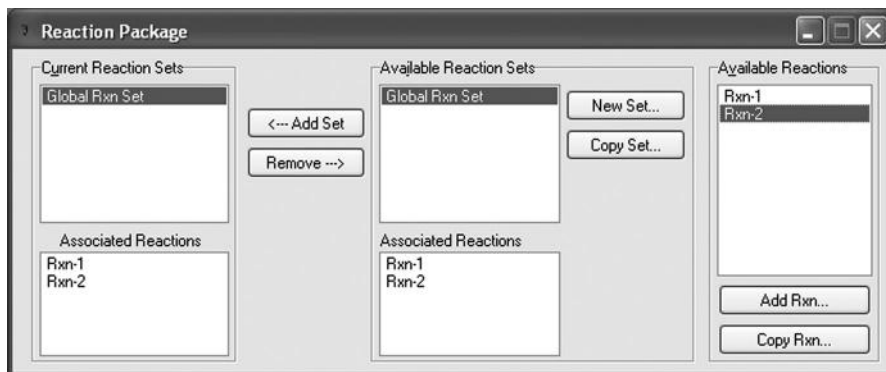 Reaction Package
Current Reaction Sets
Global Rxn Set
Associated Reactions
Rxn-1
Rxn-2
<--- Add Set
Remove --->
Available Reaction Sets
Global Rxn Set
New Set...
Copy Set...
Associated Reactions
Rxn-1
Rxn-2
Available Reactions
Rxn-1
Rxn-2
Add Rxn...
Copy Rxn...